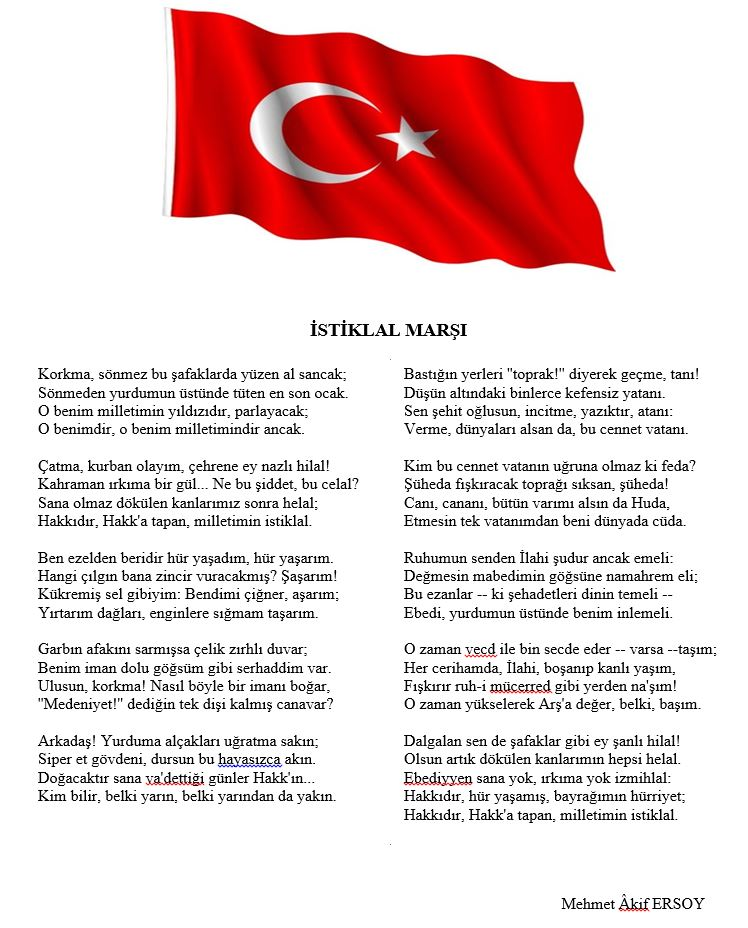 İSTİKLAL MARŞI
Korkma, sönmez bu şafaklarda yüzen al sancak;
Sönmeden yurdumun üstünde tüten en son ocak.
O benim milletimin yıldızıdır, parlayacak;
O benimdir, o benim milletimindir ancak.
Çatma, kurban olayım, çehrene ey nazlı hilal!
Kahraman ırkıma bir gül... Ne bu şiddet, bu celal?
Sana olmaz dökülen kanlarımız sonra helal;
Hakkıdır, Hakk'a tapan, milletimin istiklal.
Ben ezelden beridir hür yaşadım, hür yaşarım.
Hangi çılgın bana zincir vuracakmış? Şaşarım!
Kükremiş sel gibiyim: Bendimi çiğner, aşarım;
Yırtarım dağları, enginlere sığmam taşarım.
Garbın afakını sarmışsa çelik zırhlı duvar;
Benim iman dolu göğsüm gibi serhaddim var.
Ulusun, korkma! Nasıl böyle bir imanı boğar,
"Medeniyet!" dediğin tek dişi kalmış canavar?
Arkadaş! Yurduma alçakları uğratma sakın;
Siper et gövdeni, dursun bu hayasızca akın.
Doğacaktır sana va'dettiği günler Hakk'ın...
Kim bilir, belki yarın, belki yarından da yakın.
Bastığın yerleri "toprak!" diyerek geçme, tanı!
Düşün altındaki binlerce kefensiz yatanı.
Sen şehit oğlusun, incitme, yazıktır, atanı:
Verme, dünyaları alsan da, bu cennet vatanı.
Kim bu cennet vatanın uğruna olmaz ki feda?
Şüheda fışkıracak toprağı sıksan, şüheda!
Canı, cananı, bütün varımı alsın da Huda,
Etmesin tek vatanımdan beni dünyada cüda.
Ruhumun senden İlahi şudur ancak emeli:
Değmesin mabedimin göğsüne namahrem eli;
Bu ezanlar -- ki şehadetleri dinin temeli --
Ebedi, yurdumun üstünde benim inlemeli.
O zaman vecd ile bin secde eder -- varsa --taşım;
Her cerihamda, İlahi, boşanıp kanlı yaşım,
Fışkırır ruh-i mücerred gibi yerden na'şım!
O zaman yükselerek Arş'a değer, belki, başım.
Dalgalan sen de şafaklar gibi ey şanlı hilal!
Olsun artık dökülen kanlarımın hepsi helal.
Ebediyyen sana yok, ırkıma yok izmihlal:
Hakkıdır, hür yaşamış, bayrağımın hürriyet;
Hakkıdır, Hakk'a tapan, milletimin istiklal.
Mehmet Âkif ERSOY